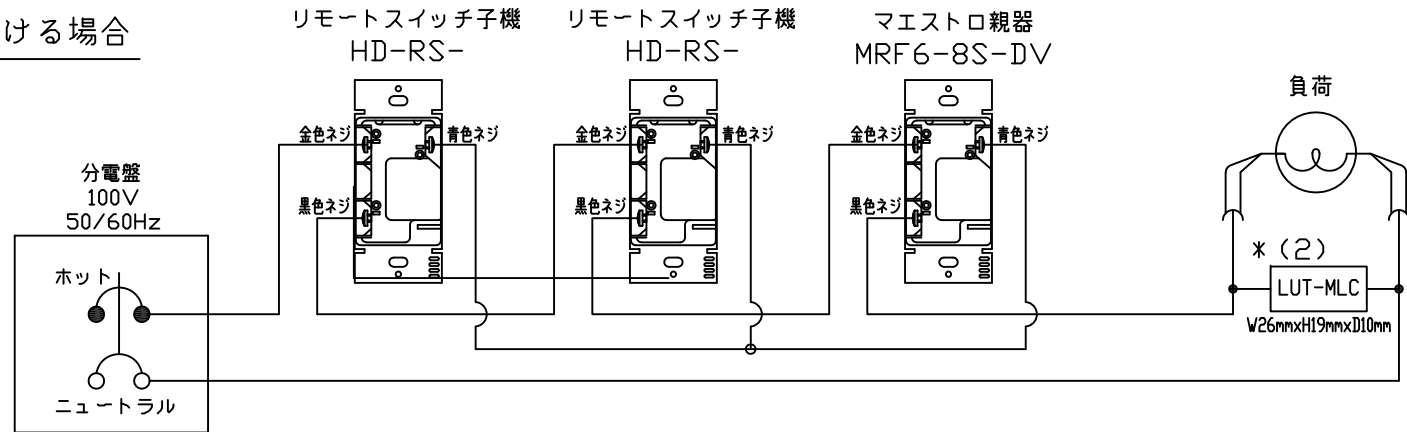 ける場合
リモートスイッチ子機
HD-RS-
リモートスイッチ子機
HD-RS-
マエストロ親器
MRF6-8S-DV
負荷
金色ネジ
青色ネジ
金色ネジ
青色ネジ
金色ネジ
青色ネジ
分電盤
100V
50/60Hz
黒色ネジ
黒色ネジ
黒色ネジ
ホット
ニュートラル
*(2)
LUT-MLC
W26mmxH19mmxD10mm